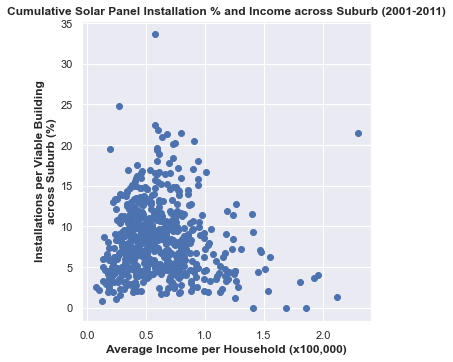 Cumulative Solar Panel Installation % and Income across Suburb (2001-2011)
35
30
25
20
15
10
5
0
Installations per Viable Building
across Suburb (%)
0.0 0.5 1.0 1.5 2.0
Average Income per Household (x100,000)